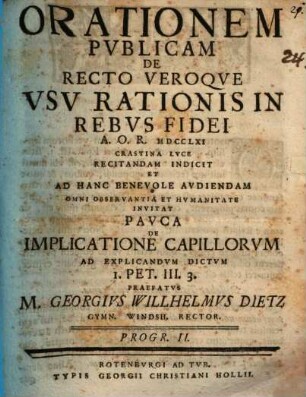 ORATIONEM
PVBLICAM
DE
RECTO VEROQVE
VSV RATIONIS IN
REBVS FIDEI
A. O. R. MDCCLXI
CRASTINA LVCE
RECITANDAM INDICIT
ET
AD HANC BENEVOLE AVDIENDAM
OMNI OBSERVANTIA ET HVMANITATE
INVITAT
PAVCA
DE
IMPLICATIONE CAPILLORVM
AD EXPLICANDVM DICTVM
I. PET. III. 3.
PRAEFATVS
M. GEORGIVS WILLHELMVS DIETZ
GYMN. WINDSH. RECTOR.
PROGR. II.
ROTENBVRGI AD TVB.
TYPIS GEORGII CHRISTIANI HOLLII.
24